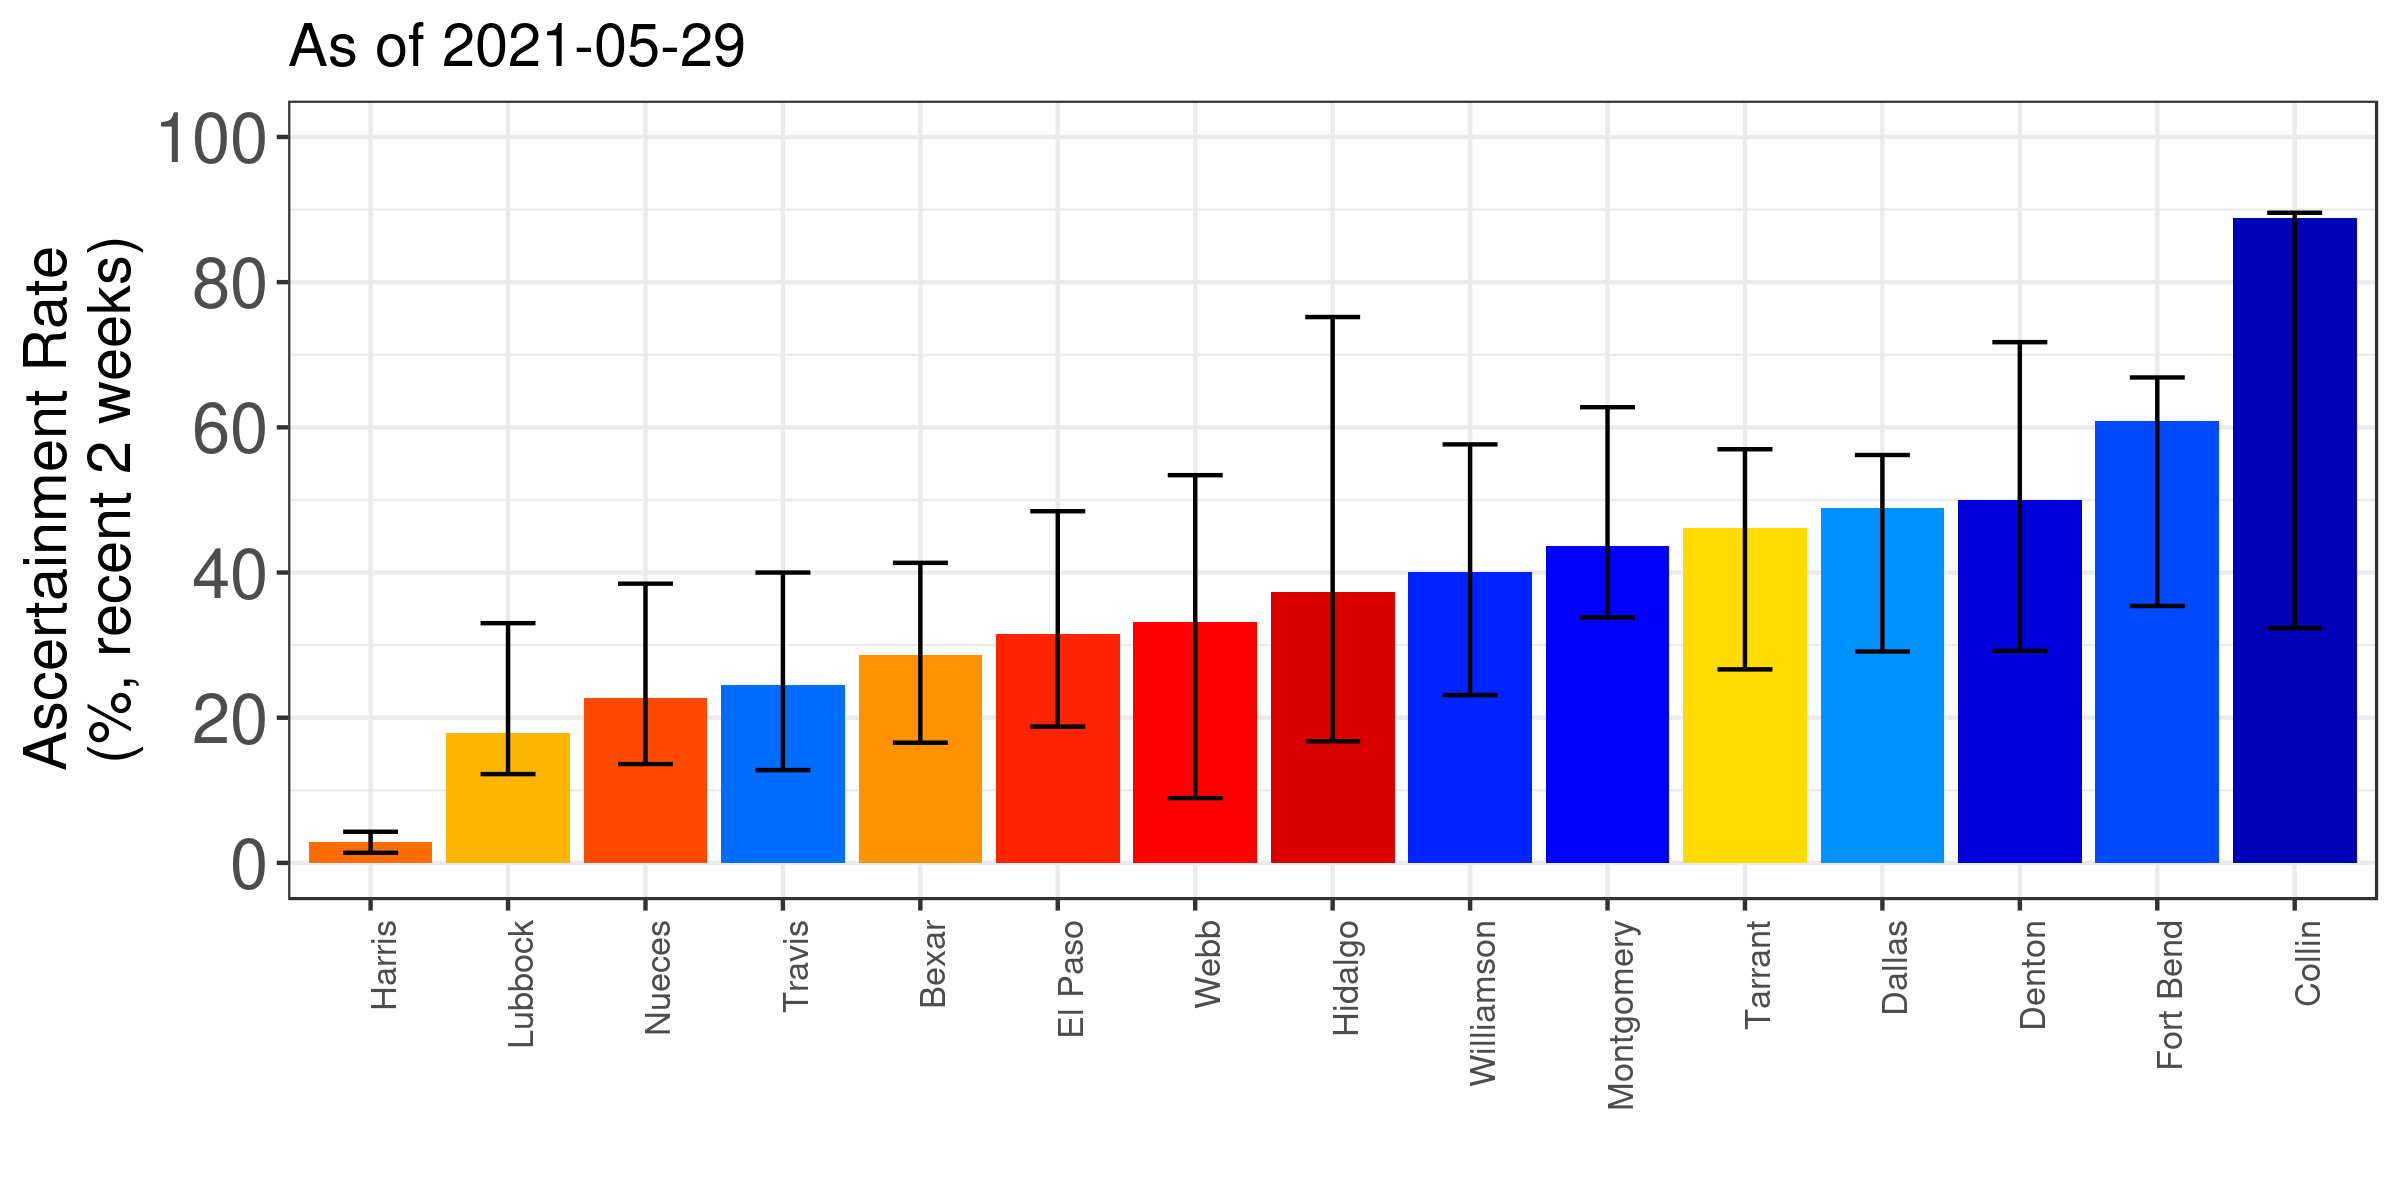 As of 2021-05-29
Ascertainment Rate
(%, recent 2 weeks)
100
80
60
40
20
0
Harris
Lubbock
Nueces
Travis
Bexar
El Paso
Webb
Hidalgo
Williamson
Montgomery
Tarrant
Dallas
Denton
Fort Bend
Collin